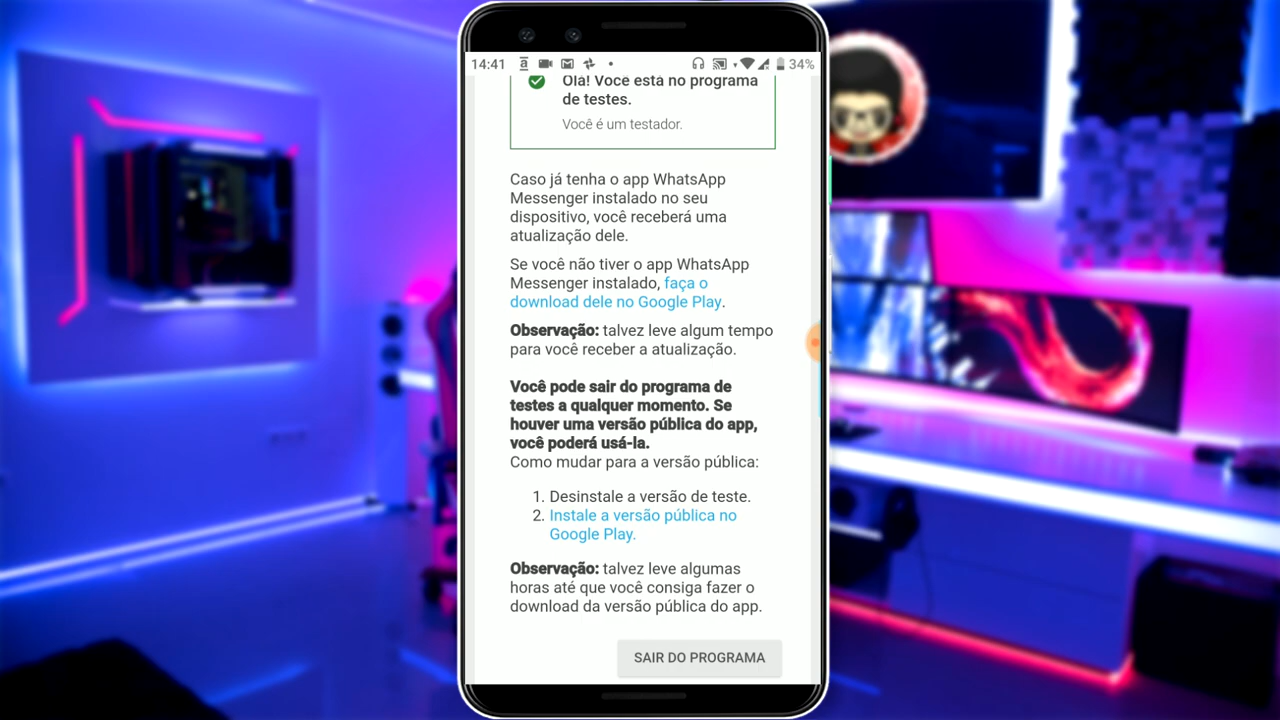 14:41
34%
Olá! Você está no programa
de testes.
Você é um testador.
Caso já tenha o app WhatsApp
Messenger instalado no seu
dispositivo, você receberá uma
atualização dele.
Se você não tiver o app WhatsApp
Messenger instalado, faça o
download dele no Google Play.
Observação: talvez leve algum tempo
para você receber a atualização.
Você pode sair do programa de
testes a qualquer momento. Se
houver uma versão pública do app,
você poderá usá-la.
Como mudar para a versão pública:
1. Desinstale a versão de teste.
2. Instale a versão pública no
Google Play.
Observação: talvez leve algumas
horas até que você consiga fazer o
download da versão pública do app.
SAIR DO PROGRAMA